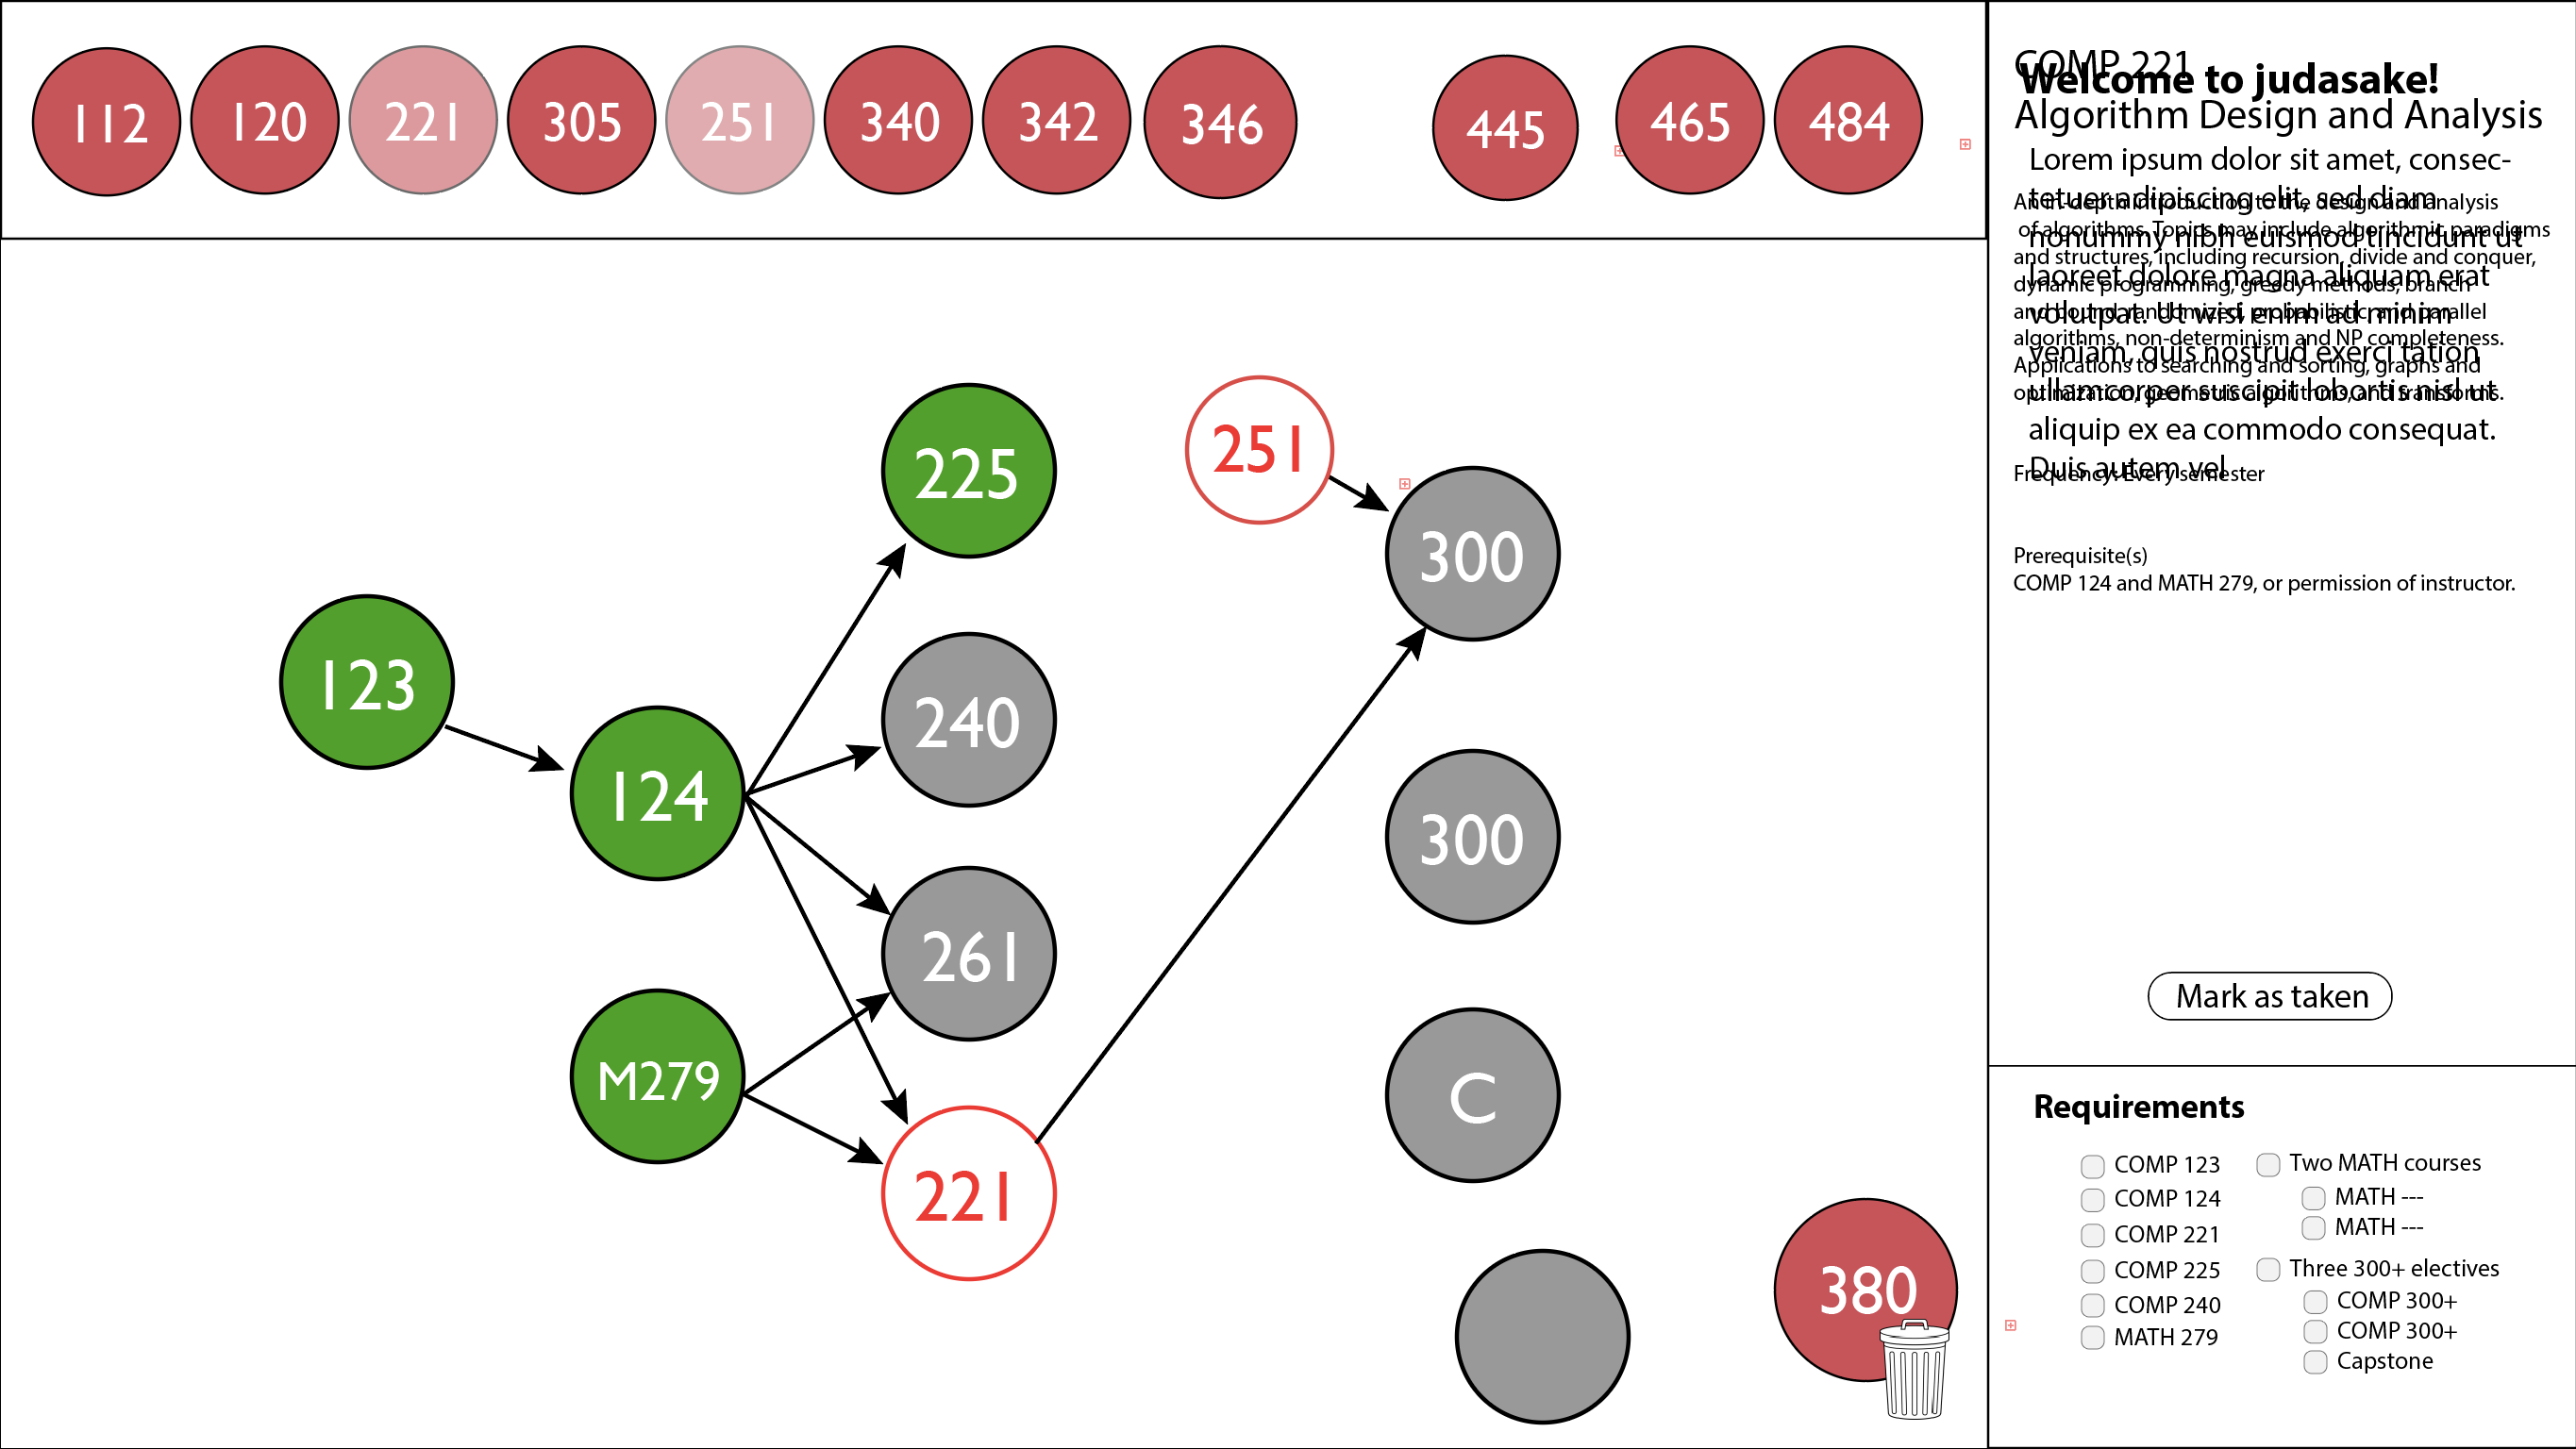 112 120 221 305 251 340 342 346 445 465 484
225
251
300
123
240
124
300
261
M279
C
221
380
COMP 221
Welcome to judasake!
Algorithm Design and Analysis
Lorem ipsum dolor sit amet, consec-
tetuer adipiscing elit, sed diam
nonummy nibh euismod tincidunt ut
laoreet dolore magna aliquam erat
volutpat. Ut wisi enim ad minim
veniam, quis nostrud exerci tation
ullamcorper suscipit lobortis nisl ut
aliquip ex ea commodo consequat.
Duis autem vel
An in-depth introduction to the design and analysis
of algorithms. Topics may include algorithmic paradigms
and structures, including recursion, divide and conquer,
dynamic programming, greedy methods, branch
and bound, randomized, probabilistic, and parallel
algorithms, non-determinism and NP completeness.
Applications to searching and sorting, graphs and
optimization, geometric algorithms, and transforms.
Frequency: Every semester
Prerequisite(s)
COMP 124 and MATH 279, or permission of instructor.
Mark as taken
Requirements
COMP 123
COMP 124
COMP 221
COMP 225
COMP 240
MATH 279
Two MATH courses
MATH ---
MATH ---
Three 300+ electives
COMP 300+
COMP 300+
Capstone